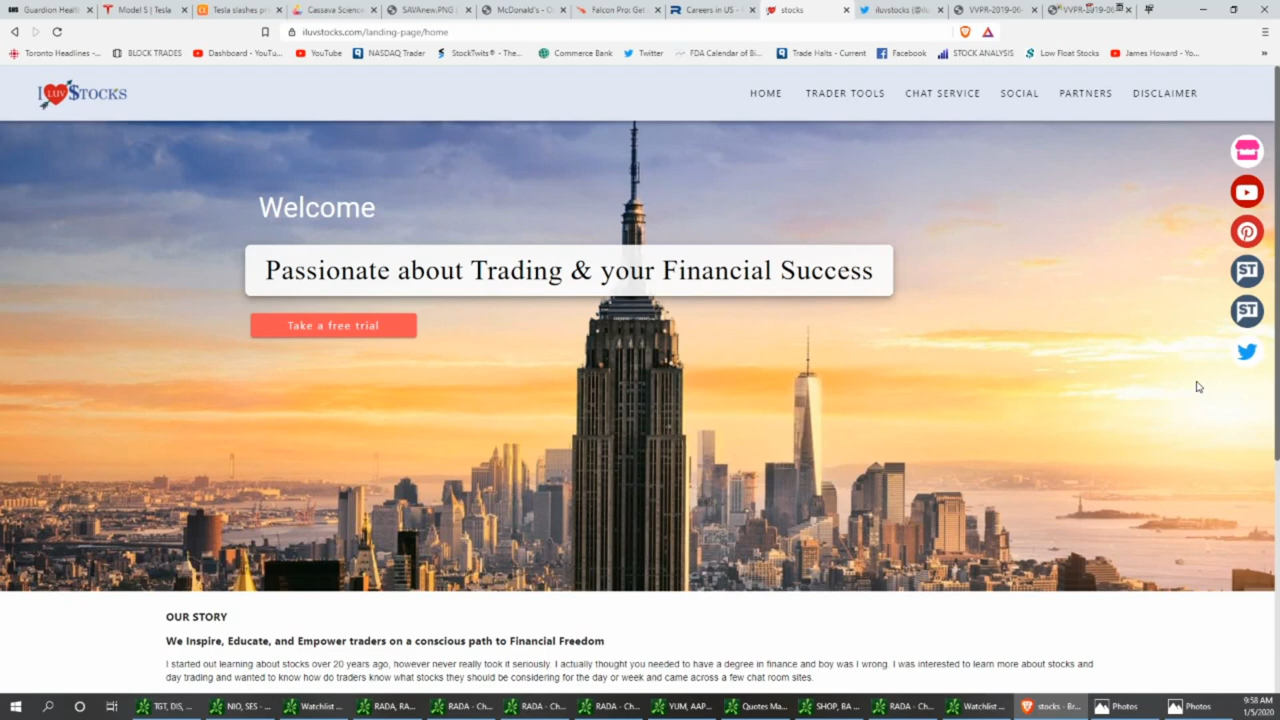 Guardion Healt
Model S | Tesla
Tesla slashes pri
Cassava Science
SAVAnew.PNG (
McDonald's - O
Falcon Pro: Get
Careers in US -
stocks
iluvstocks (@ilu
VVPR-2019-06-
VVPR-2019-06
iluvstocks.com/landing-page/home
Toronto Headlines -...
BLOCK TRADES
Dashboard - YouTu...
YouTube
NASDAQ Trader
StockTwits® - The...
Commerce Bank
Twitter
FDA Calendar of Bi...
Trade Halts - Current
Facebook
STOCK ANALYSIS
Low Float Stocks
James Howard - Yo...
I LUV $TOCKS
HOME
TRADER TOOLS
CHAT SERVICE
SOCIAL
PARTNERS
DISCLAIMER
Welcome
Passionate about Trading & your Financial Success
Take a free trial
ST
ST
OUR STORY
We Inspire, Educate, and Empower traders on a conscious path to Financial Freedom
I started out learning about stocks over 20 years ago, however never really took it seriously. I actually thought you needed to have a degree in finance and boy was I wrong. I was interested to learn more about stocks and
day trading and wanted to know how do traders know what stocks they should be considering for the day or week and came across a few chat room sites.
TGT, DIS, ...
NIO, SES - ...
Watchlist ...
RADA, RA...
RADA - Ch...
RADA - Ch...
RADA - Ch...
YUM, AAP...
Quotes Ma...
SHOP, BA ...
RADA - Ch...
Watchlist ...
stocks - Br...
Photos
Photos
9:58 AM
1/5/2020